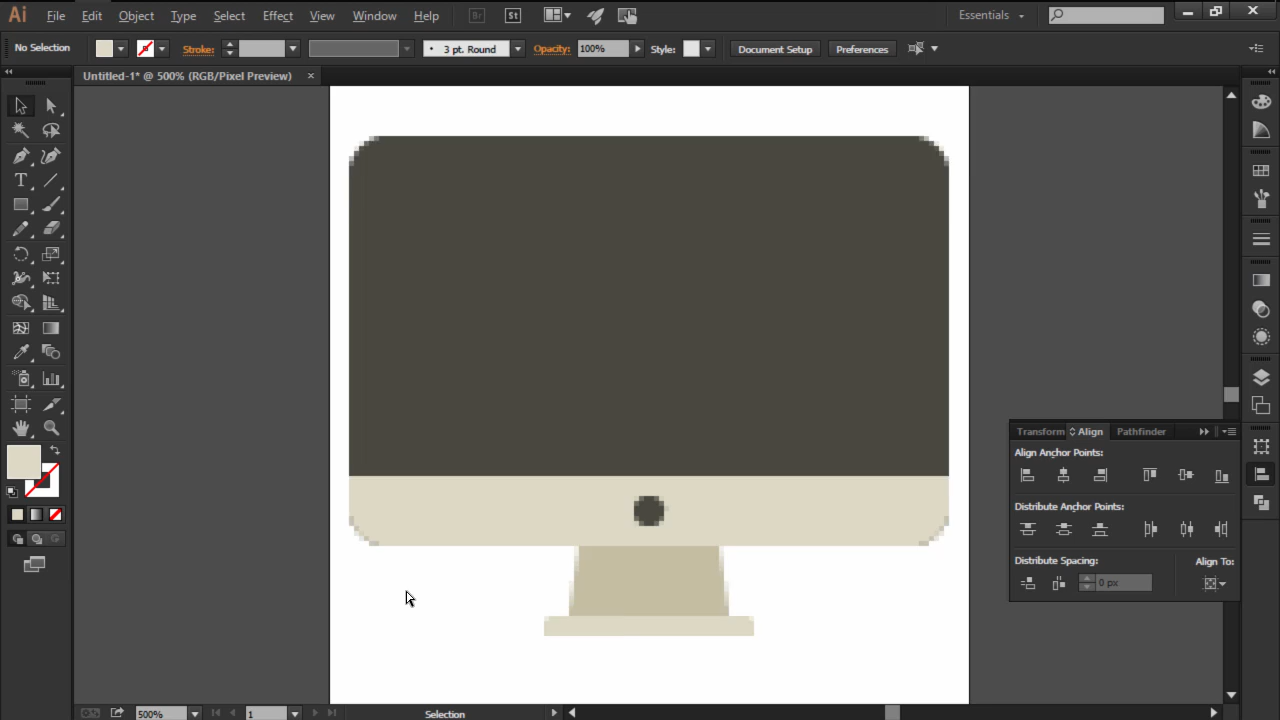 Ai File Edit Object Type Select Effect View Window Help Br St Essentials
No Selection Stroke: 3 pt. Round Opacity: 100% Style: Document Setup Preferences
Untitled-1* @ 500% (RGB/Pixel Preview) ×
Transform Align Pathfinder
Align Anchor Points:
Distribute Anchor Points:
Distribute Spacing: Align To:
0 px
500% 1 Selection